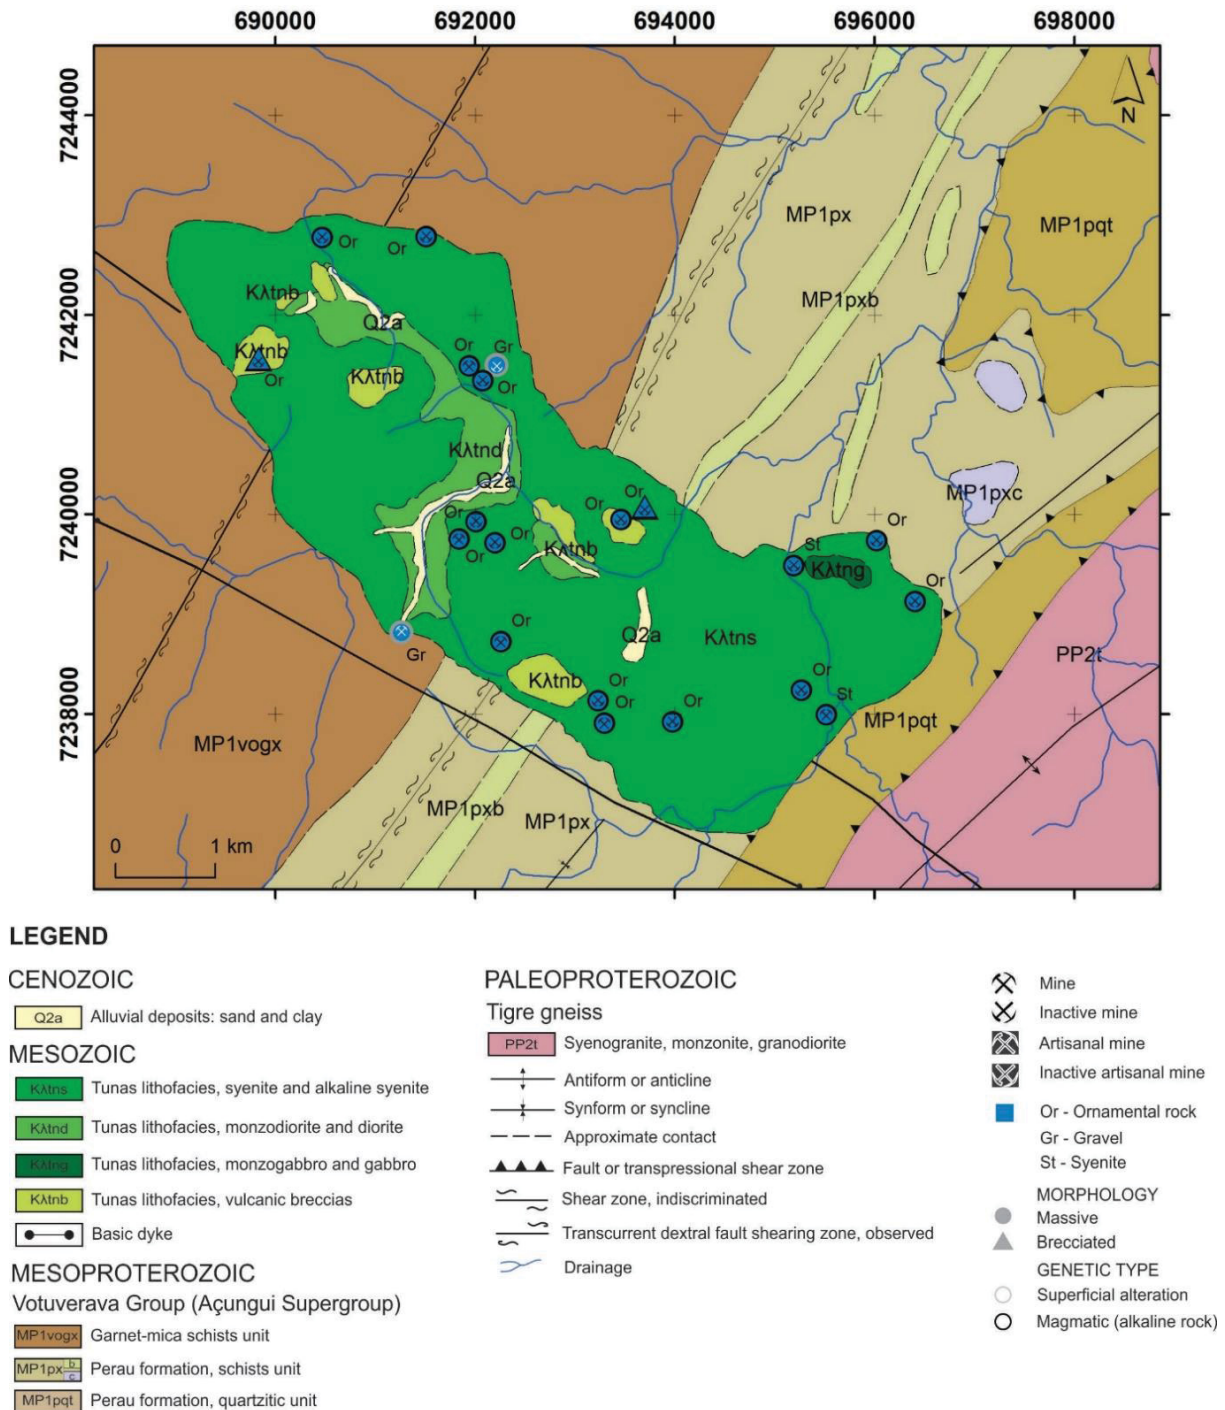 690000 692000 694000 696000 698000
7244000
N
MP1px
MP1pqt
Or Or
KλtnB
MP1pxb
7242000
Q2a
Or Gr
Kλtnb
Or
Kλtnb
Or
Kλtnd
Q2a
MP1pxc
7240000
Or Or
Or
Or
Or
Or
Kλtnb
St
Kλtng
Or
Or
Q2a
Kλtns
PP2t
Gr
Or
Kλtnb
Or
Or
Or
Or
St
7238000
MP1pqt
MP1vogx
MP1pxb
MP1px
0 1 km
LEGEND
CENOZOIC
Q2a Alluvial deposits: sand and clay
MESOZOIC
Kλtns Tunas lithofacies, syenite and alkaline syenite
Kλtnd Tunas lithofacies, monzodiorite and diorite
Kλtng Tunas lithofacies, monzogabbro and gabbro
Kλtnb Tunas lithofacies, vulcanic breccias
Basic dyke
MESOPROTEROZOIC
Votuverava Group (Açungui Supergroup)
MP1vogx Garnet-mica schists unit
MP1px b c Perau formation, schists unit
MP1pqt Perau formation, quartzitic unit
PALEOPROTEROZOIC
Tigre gneiss
PP2t Syenogranite, monzonite, granodiorite
Antiform or anticline
Synform or syncline
Approximate contact
Fault or transpressional shear zone
Shear zone, indiscriminated
Transcurrent dextral fault shearing zone, observed
Drainage
Mine
Inactive mine
Artisanal mine
Inactive artisanal mine
Or - Ornamental rock
Gr - Gravel
St - Syenite
MORPHOLOGY
Massive
Brecciated
GENETIC TYPE
Superficial alteration
Magmatic (alkaline rock)